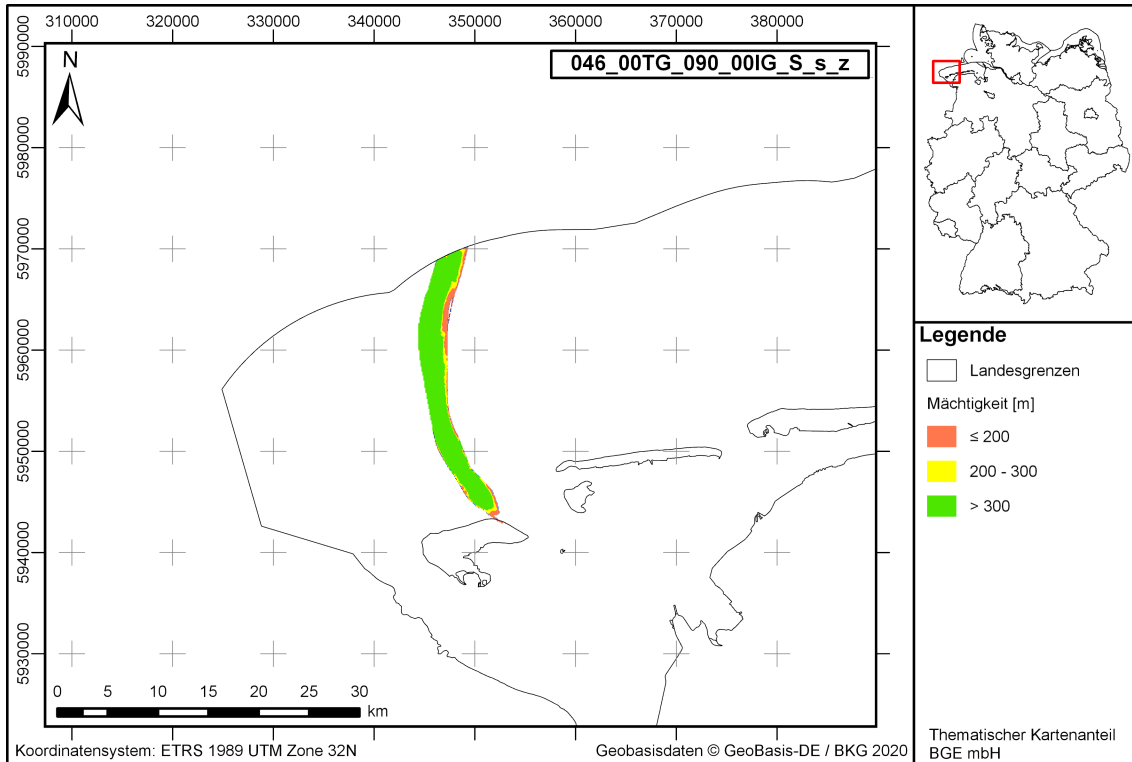 310000 320000 330000 340000 350000 360000 370000 380000
5990000
5980000
5970000
5960000
5950000
5940000
5930000
N
046_00TG_090_00IG_S_s_z
0 5 10 15 20 25 30
km
Koordinatensystem: ETRS 1989 UTM Zone 32N
Geobasisdaten © GeoBasis-DE / BKG 2020
Legende
Landesgrenzen
Mächtigkeit [m]
≤ 200
200 - 300
> 300
Thematischer Kartenanteil
BGE mbH